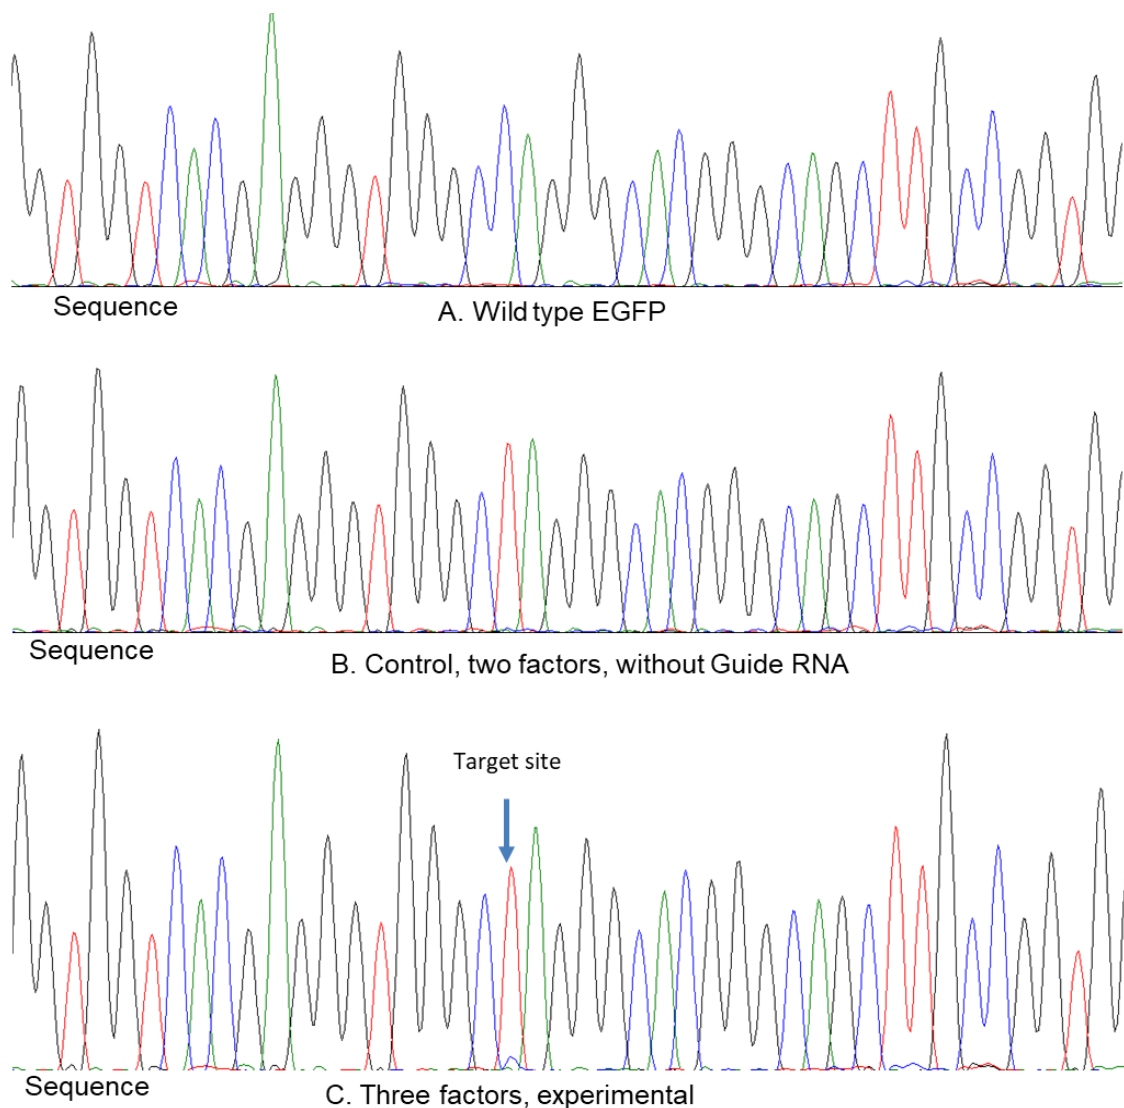 Sequence
A. Wild type EGFP
Sequence
B. Control, two factors, without Guide RNA
Target site
Sequence
C. Three factors, experimental